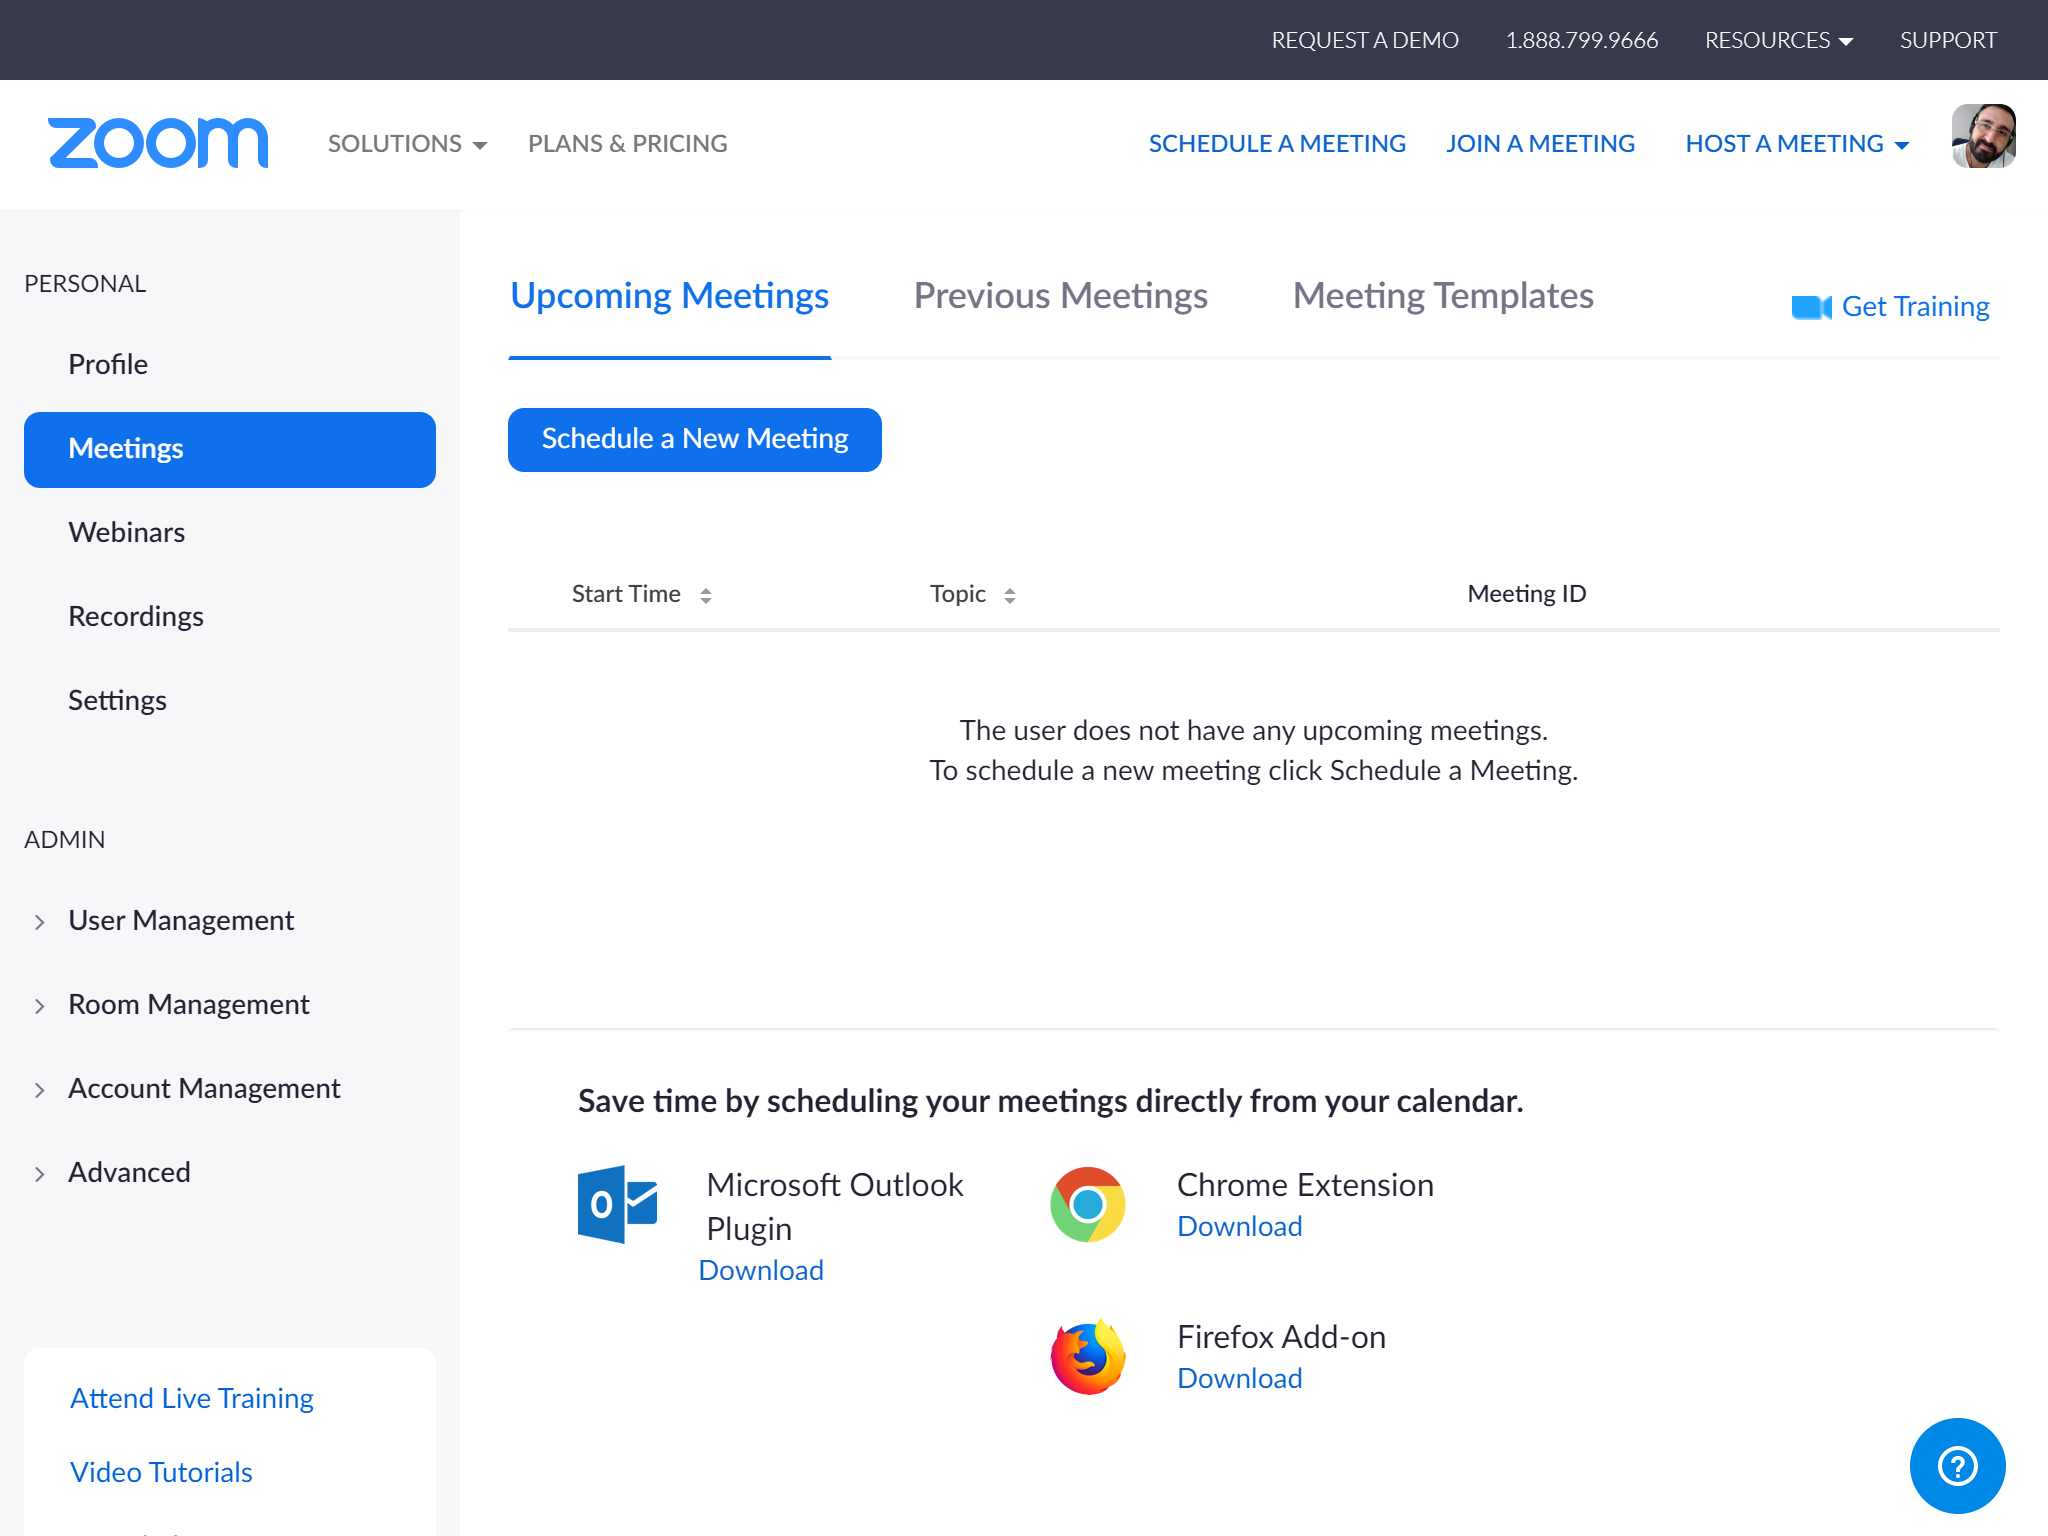 REQUEST A DEMO 1.888.799.9666 RESOURCES SUPPORT
zoom SOLUTIONS PLANS & PRICING SCHEDULE A MEETING JOIN A MEETING HOST A MEETING
PERSONAL
Profile
Meetings
Webinars
Recordings
Settings
ADMIN
User Management
Room Management
Account Management
Advanced
Attend Live Training
Video Tutorials
Upcoming Meetings Previous Meetings Meeting Templates Get Training
Schedule a New Meeting
Start Time Topic Meeting ID
The user does not have any upcoming meetings.
To schedule a new meeting click Schedule a Meeting.
Save time by scheduling your meetings directly from your calendar.
Microsoft Outlook
Plugin
Download
Chrome Extension
Download
Firefox Add-on
Download